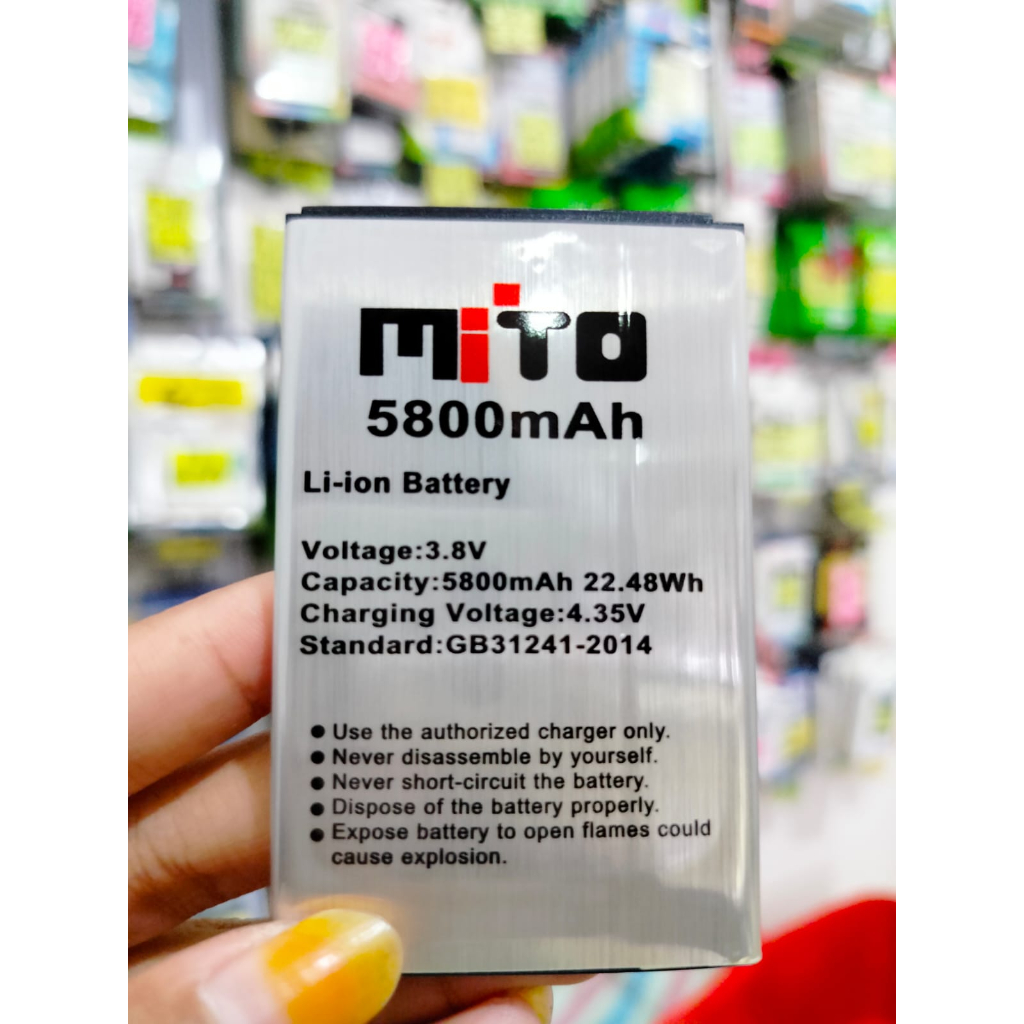 MiTO
5800mAh
Li-ion Battery
Voltage:3.8V
Capacity:5800mAh 22.48Wh
Charging Voltage:4.35V
Standard:GB31241-2014
● Use the authorized charger only.
● Never disassemble by yourself.
● Never short-circuit the battery.
● Dispose of the battery properly.
● Expose battery to open flames could
cause explosion.